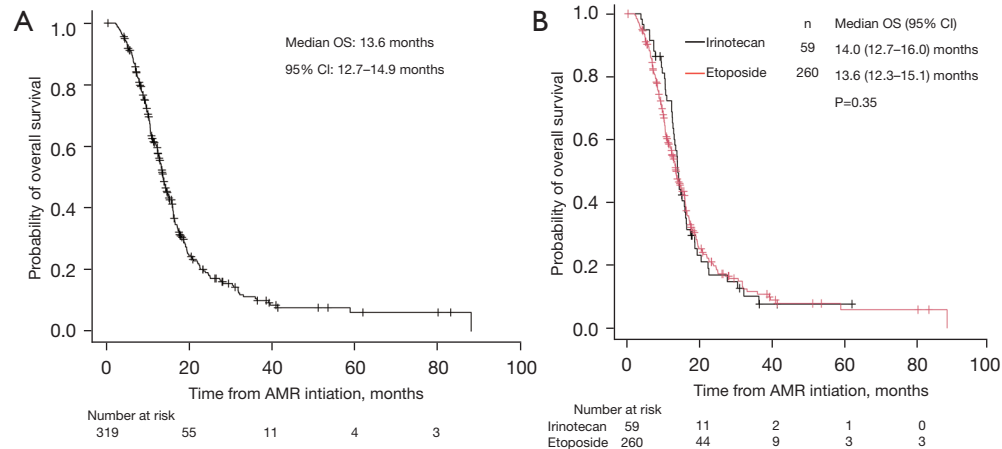 A
Median OS: 13.6 months
95% CI: 12.7–14.9 months
Probability of overall survival
1.0
0.8
0.6
0.4
0.2
0.0
0 20 40 60 80 100
Time from AMR intiation, months
Number at risk
319 55 11 4 3
B
n Median OS (95% CI)
Irinotecan 59 14.0 (12.7–16.0) months
Etoposide 260 13.6 (12.3–15.1) months
P=0.35
Probability of overall survival
1.0
0.8
0.6
0.4
0.2
0.0
0 20 40 60 80 100
Time from AMR intiation, months
Number at risk
Irinotecan 59 11 2 1 0
Etoposide 260 44 9 3 3